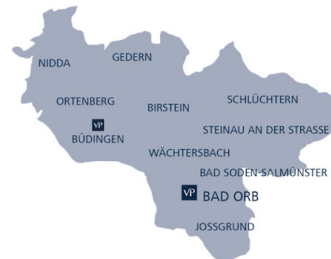 GEDERN
NIDDA
ORTENBERG
BIRSTEIN
SCHLÜCHTERN
VP
BÜDINGEN
STEINAU AN DER STRASSE
WÄCHTERSBACH
BAD SODEN-SALMÜNSTER
VP BAD ORB
JOSSGRUND